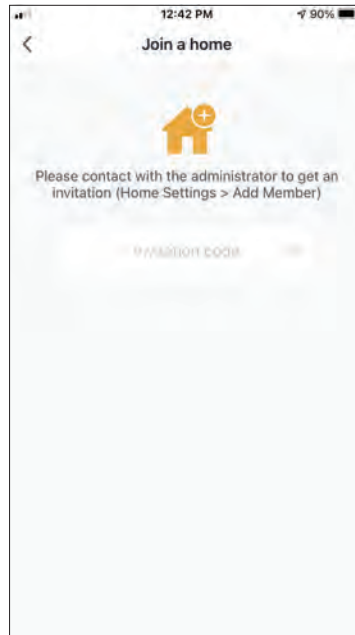 12:42 PM 90%
Join a home
Please contact with the administrator to get an
invitation (Home Settings > Add Member)
Invitation code